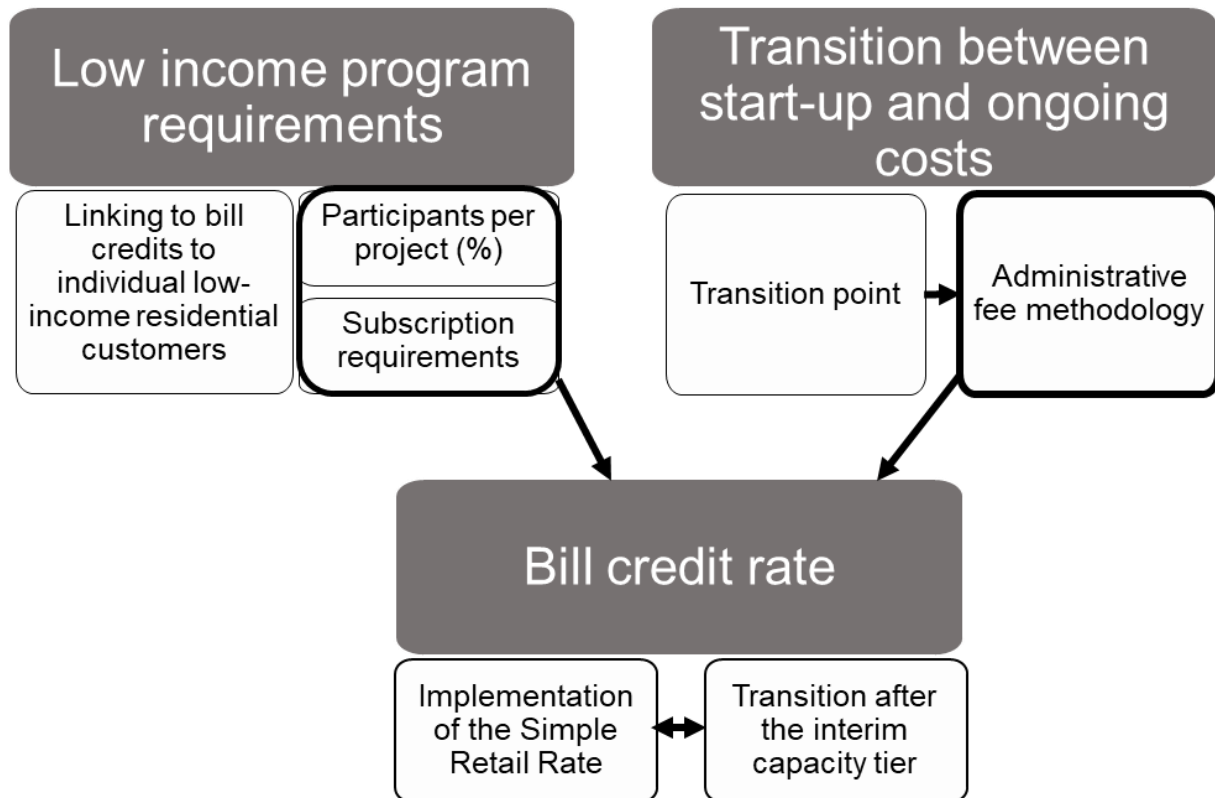 Low income program
requirements
Transition between
start-up and ongoing
costs
Linking to bill
credits to
individual low-
income residential
customers
Participants per
project (%)
Subscription
requirements
Transition point
Administrative
fee methodology
Bill credit rate
Implementation
of the Simple
Retail Rate
Transition after
the interim
capacity tier